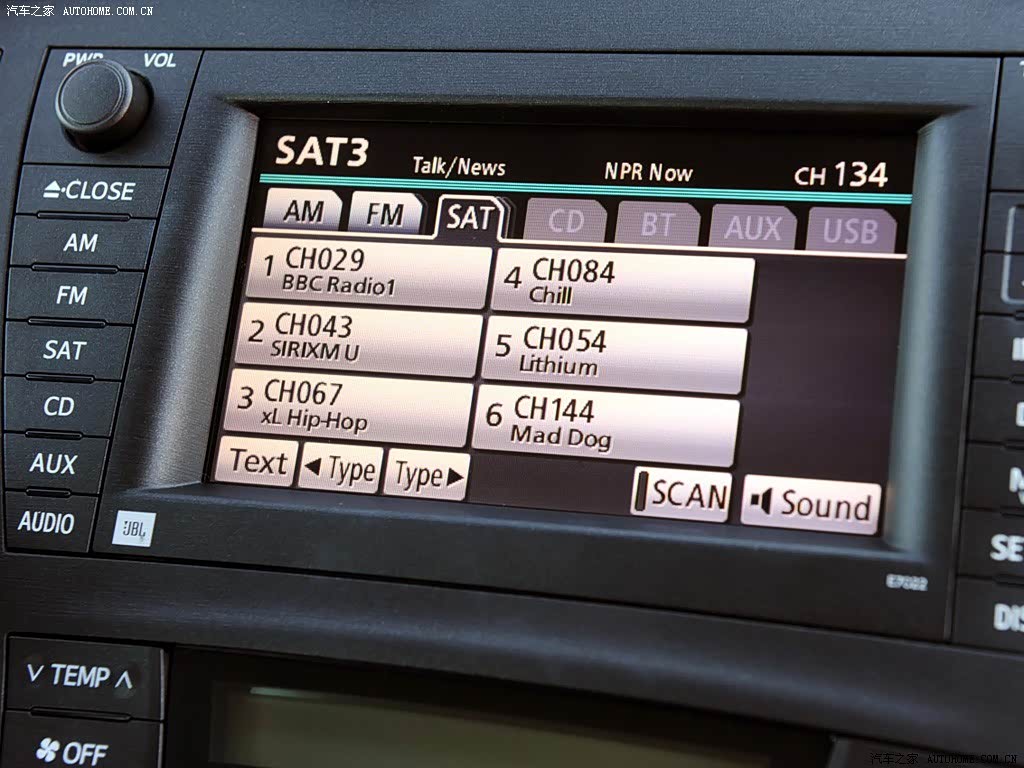 汽车之家 AUTOHOME.COM.CN
PWR VOL
CLOSE
AM
FM
SAT
CD
AUX
AUDIO
SAT3 Talk/News NPR Now CH 134
AM FM SAT CD BT AUX USB
1 CH029
BBC Radio1
4 CH084
Chill
2 CH043
SIRIXM U
5 CH054
Lithium
3 CH067
xL Hip-Hop
6 CH144
Mad Dog
Text Type Type SCAN Sound
JBL
E7022
TEMP
OFF
汽车之家 AUTOHOME.COM.CN